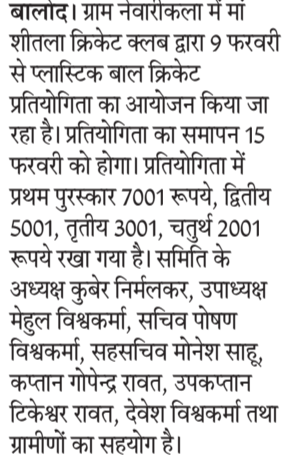 बालोद। ग्राम नेवारीकला में मां
शीतला क्रिकेट क्लब द्वारा 9 फरवरी
से प्लास्टिक बाल क्रिकेट
प्रतियोगिता का आयोजन किया जा
रहा है। प्रतियोगिता का समापन 15
फरवरी को होगा। प्रतियोगिता में
प्रथम पुरस्कार 7001 रूपये, द्वितीय
5001, तृतीय 3001, चतुर्थ 2001
रूपये रखा गया है। समिति के
अध्यक्ष कुबेर निर्मलकर, उपाध्यक्ष
मेहुल विश्वकर्मा, सचिव पोषण
विश्वकर्मा, सहसचिव मोनेश साहू,
कप्तान गोपेन्द्र रावत, उपकप्तान
टिकेश्वर रावत, देवेश विश्वकर्मा तथा
ग्रामीणों का सहयोग है।